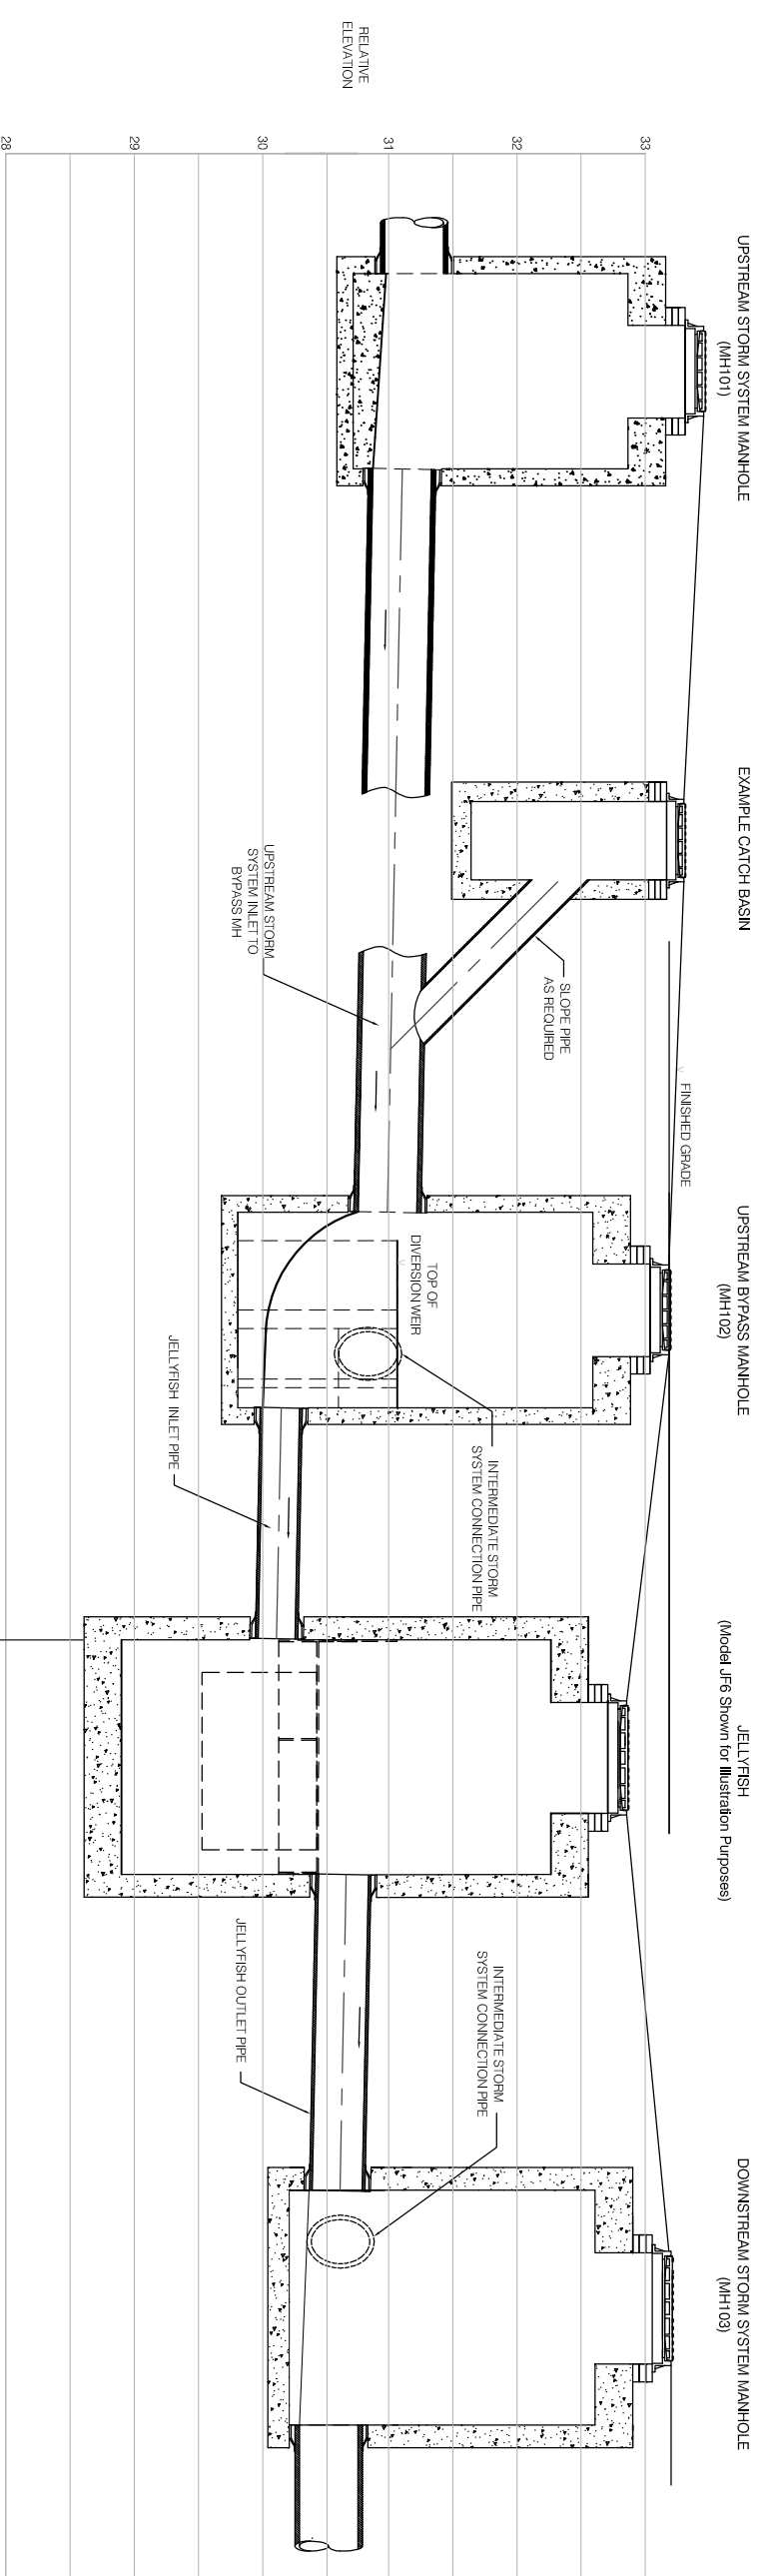 RELATIVE
ELEVATION
33
32
31
30
29
28
UPSTREAM STORM SYSTEM MANHOLE
(MH101)
EXAMPLE CATCH BASIN
UPSTREAM STORM
SYSTEM INLET TO
BYPASS MH
SLOPE PIPE
AS REQUIRED
FINISHED GRADE
UPSTREAM BYPASS MANHOLE
(MH102)
TOP OF
DIVERSION WEIR
JELLYFISH INLET PIPE
INTERMEDIATE STORM
SYSTEM CONNECTION PIPE
JELLYFISH
(Model JF6 Shown for Illustration Purposes)
JELLYFISH OUTLET PIPE
INTERMEDIATE STORM
SYSTEM CONNECTION PIPE
DOWNSTREAM STORM SYSTEM MANHOLE
(MH103)